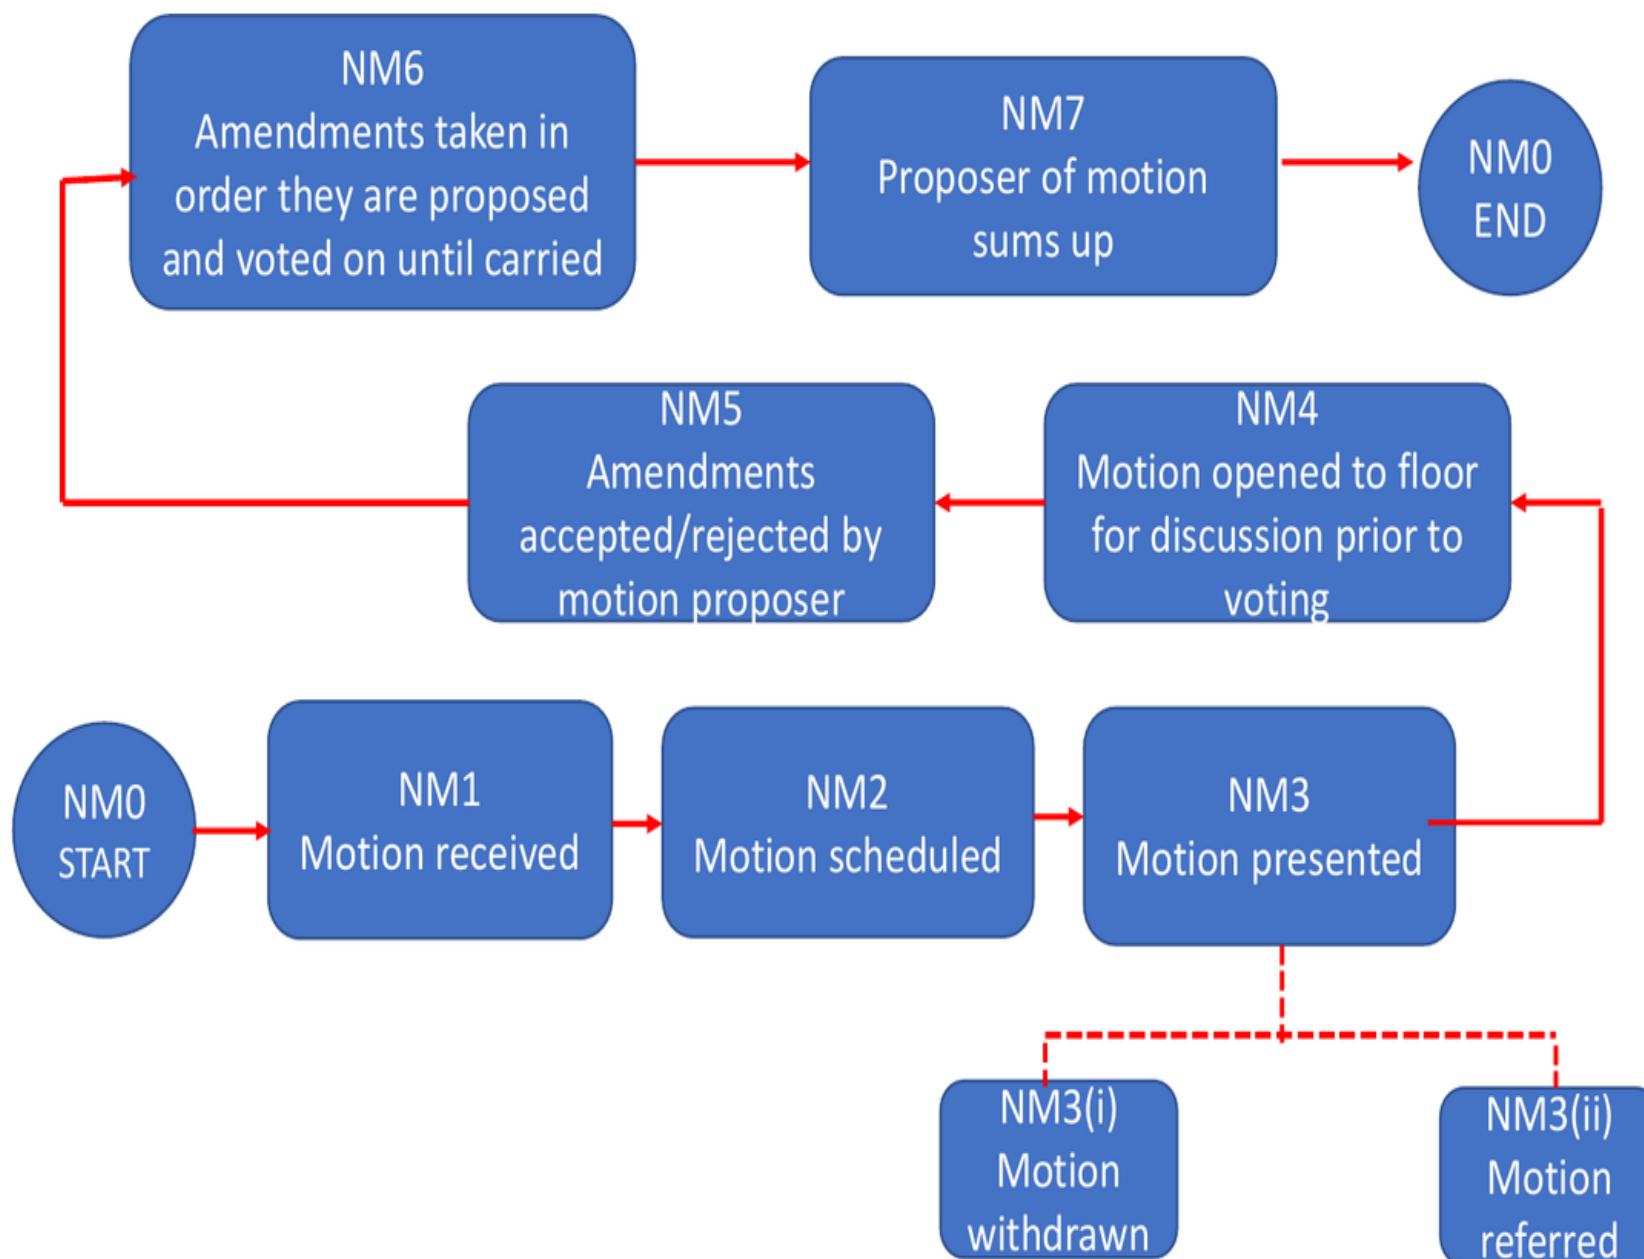 NM6
Amendments taken in
order they are proposed
and voted on until carried
NM7
Proposer of motion
sums up
NM0
END
NM5
Amendments
accepted/rejected by
motion proposer
NM4
Motion opened to floor
for discussion prior to
voting
NM0
START
NM1
Motion received
NM2
Motion scheduled
NM3
Motion presented
NM3(i)
Motion
withdrawn
NM3(ii)
Motion
referred